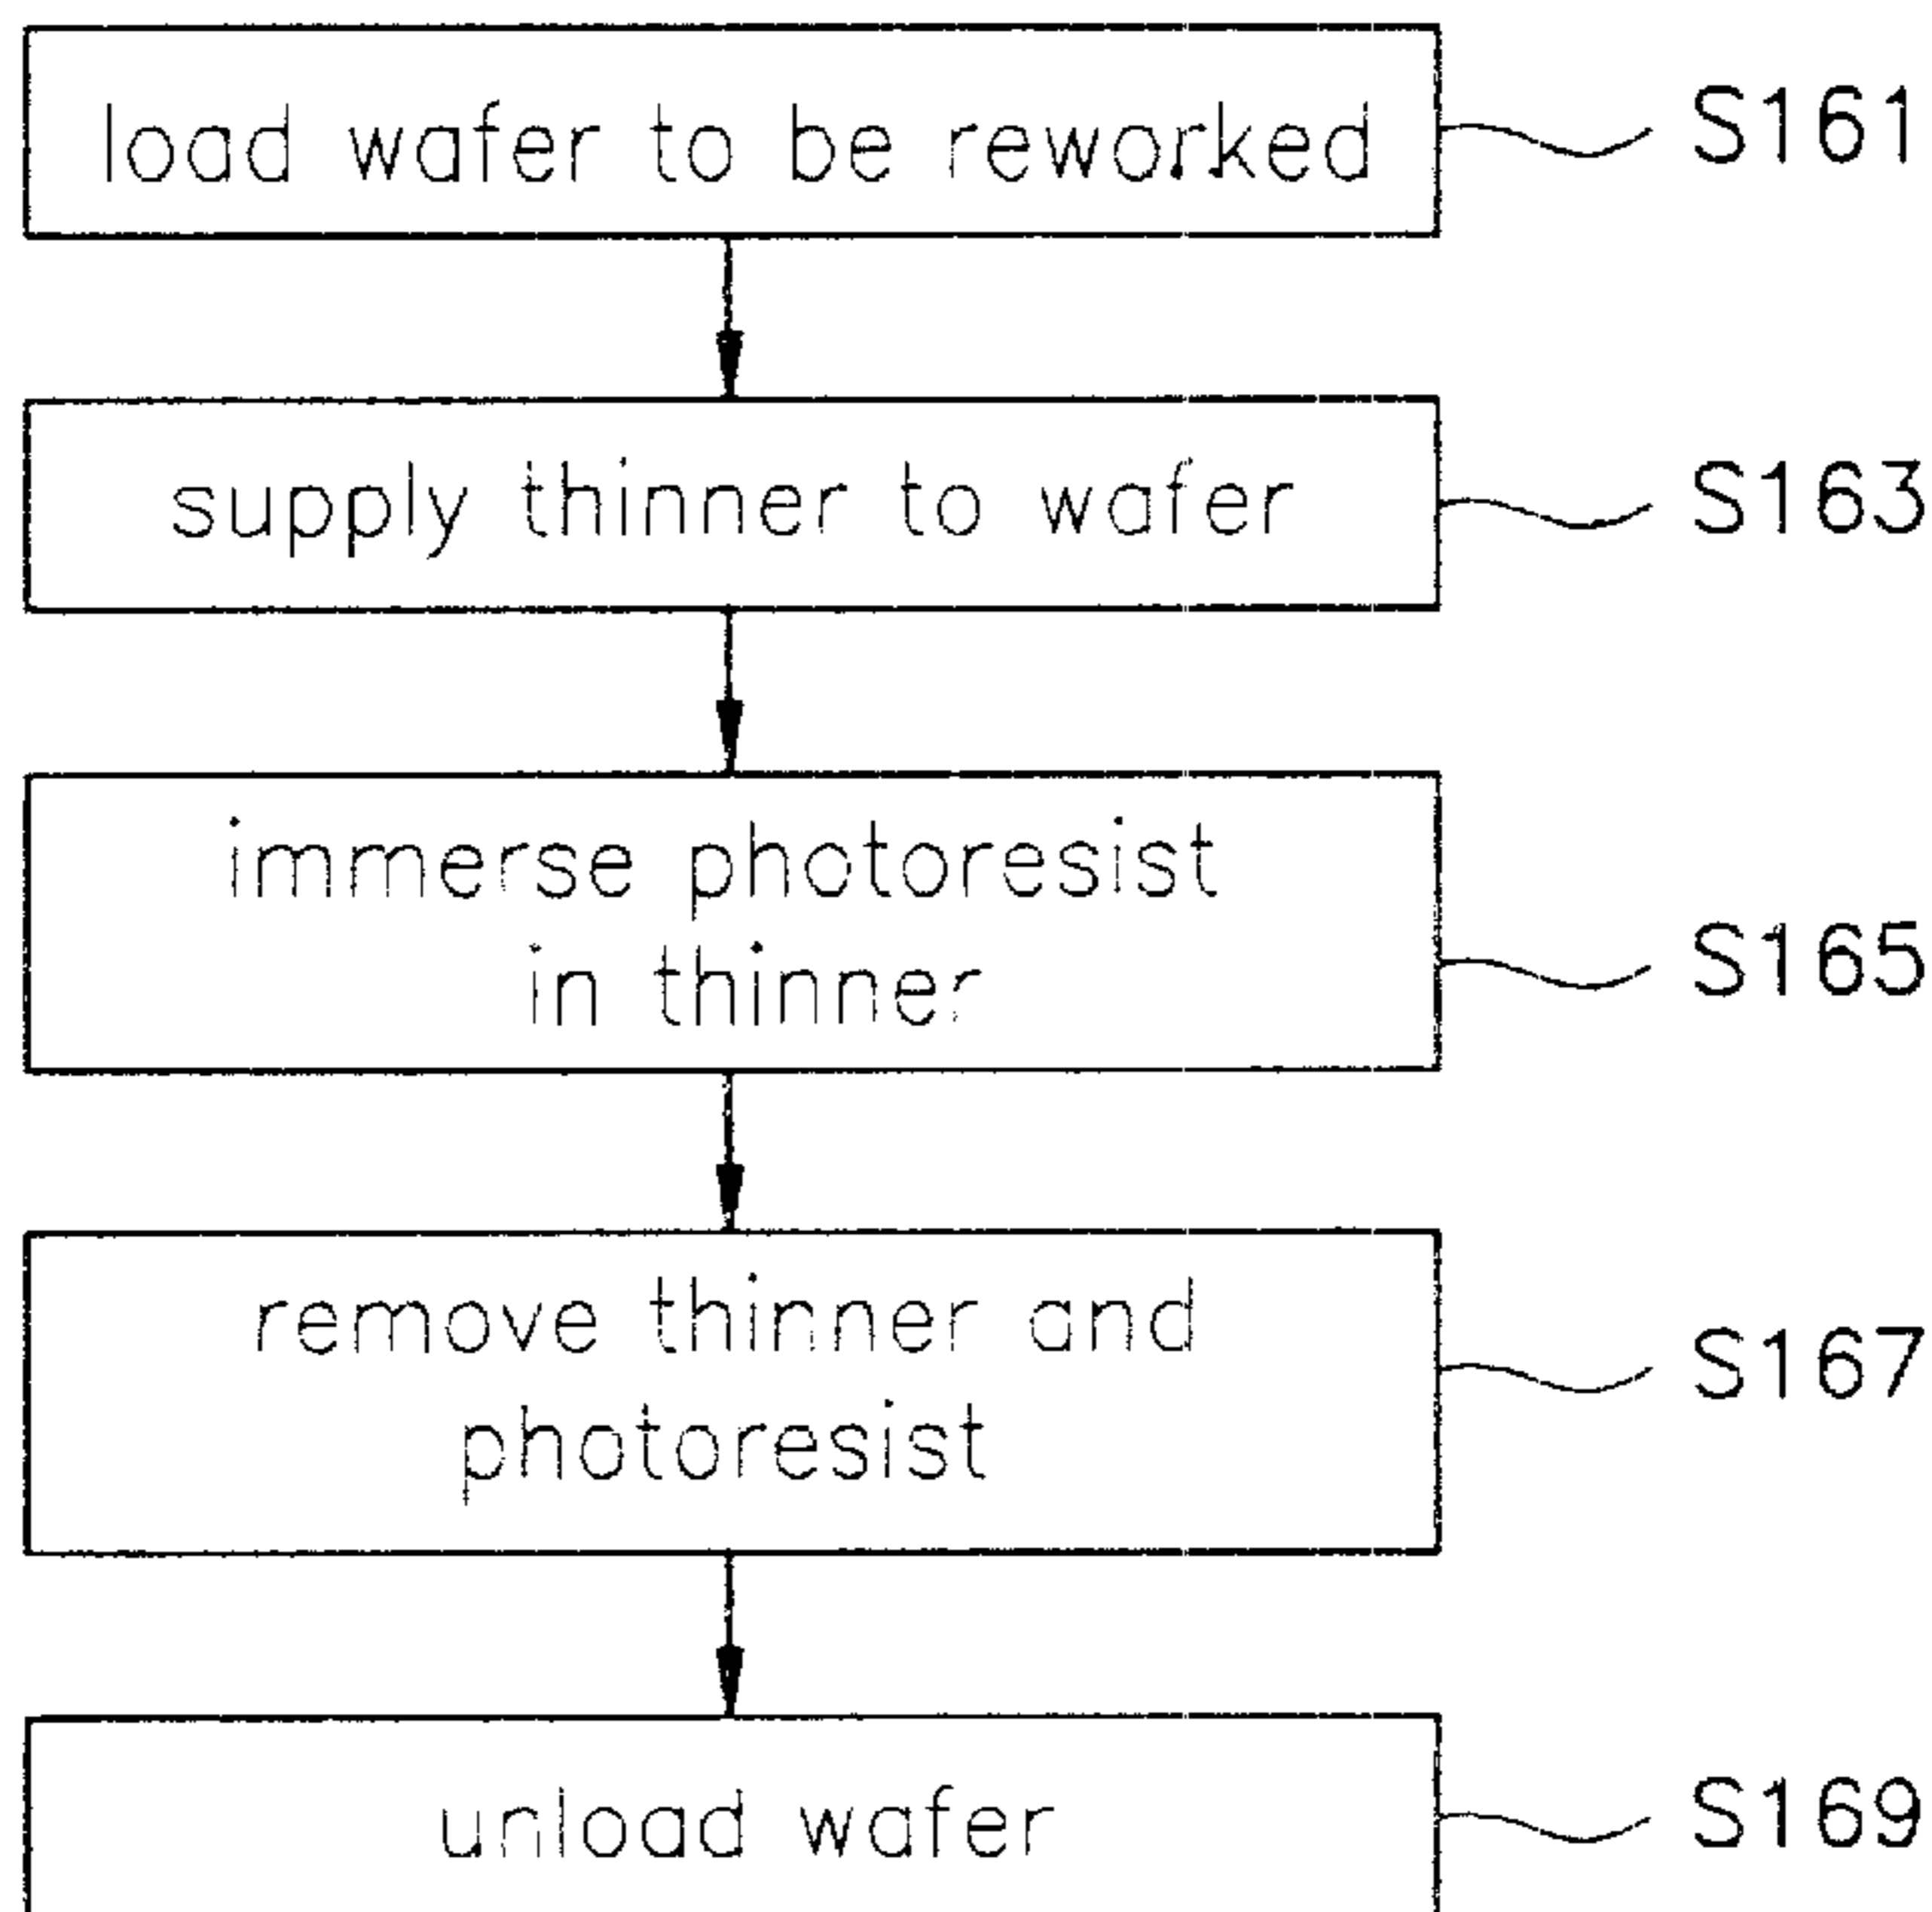 load wafer to be reworked
S161
supply thinner to wafer
S163
immerse photoresist
in thinner
S165
remove thinner and
photoresist
S167
unload wafer
S169